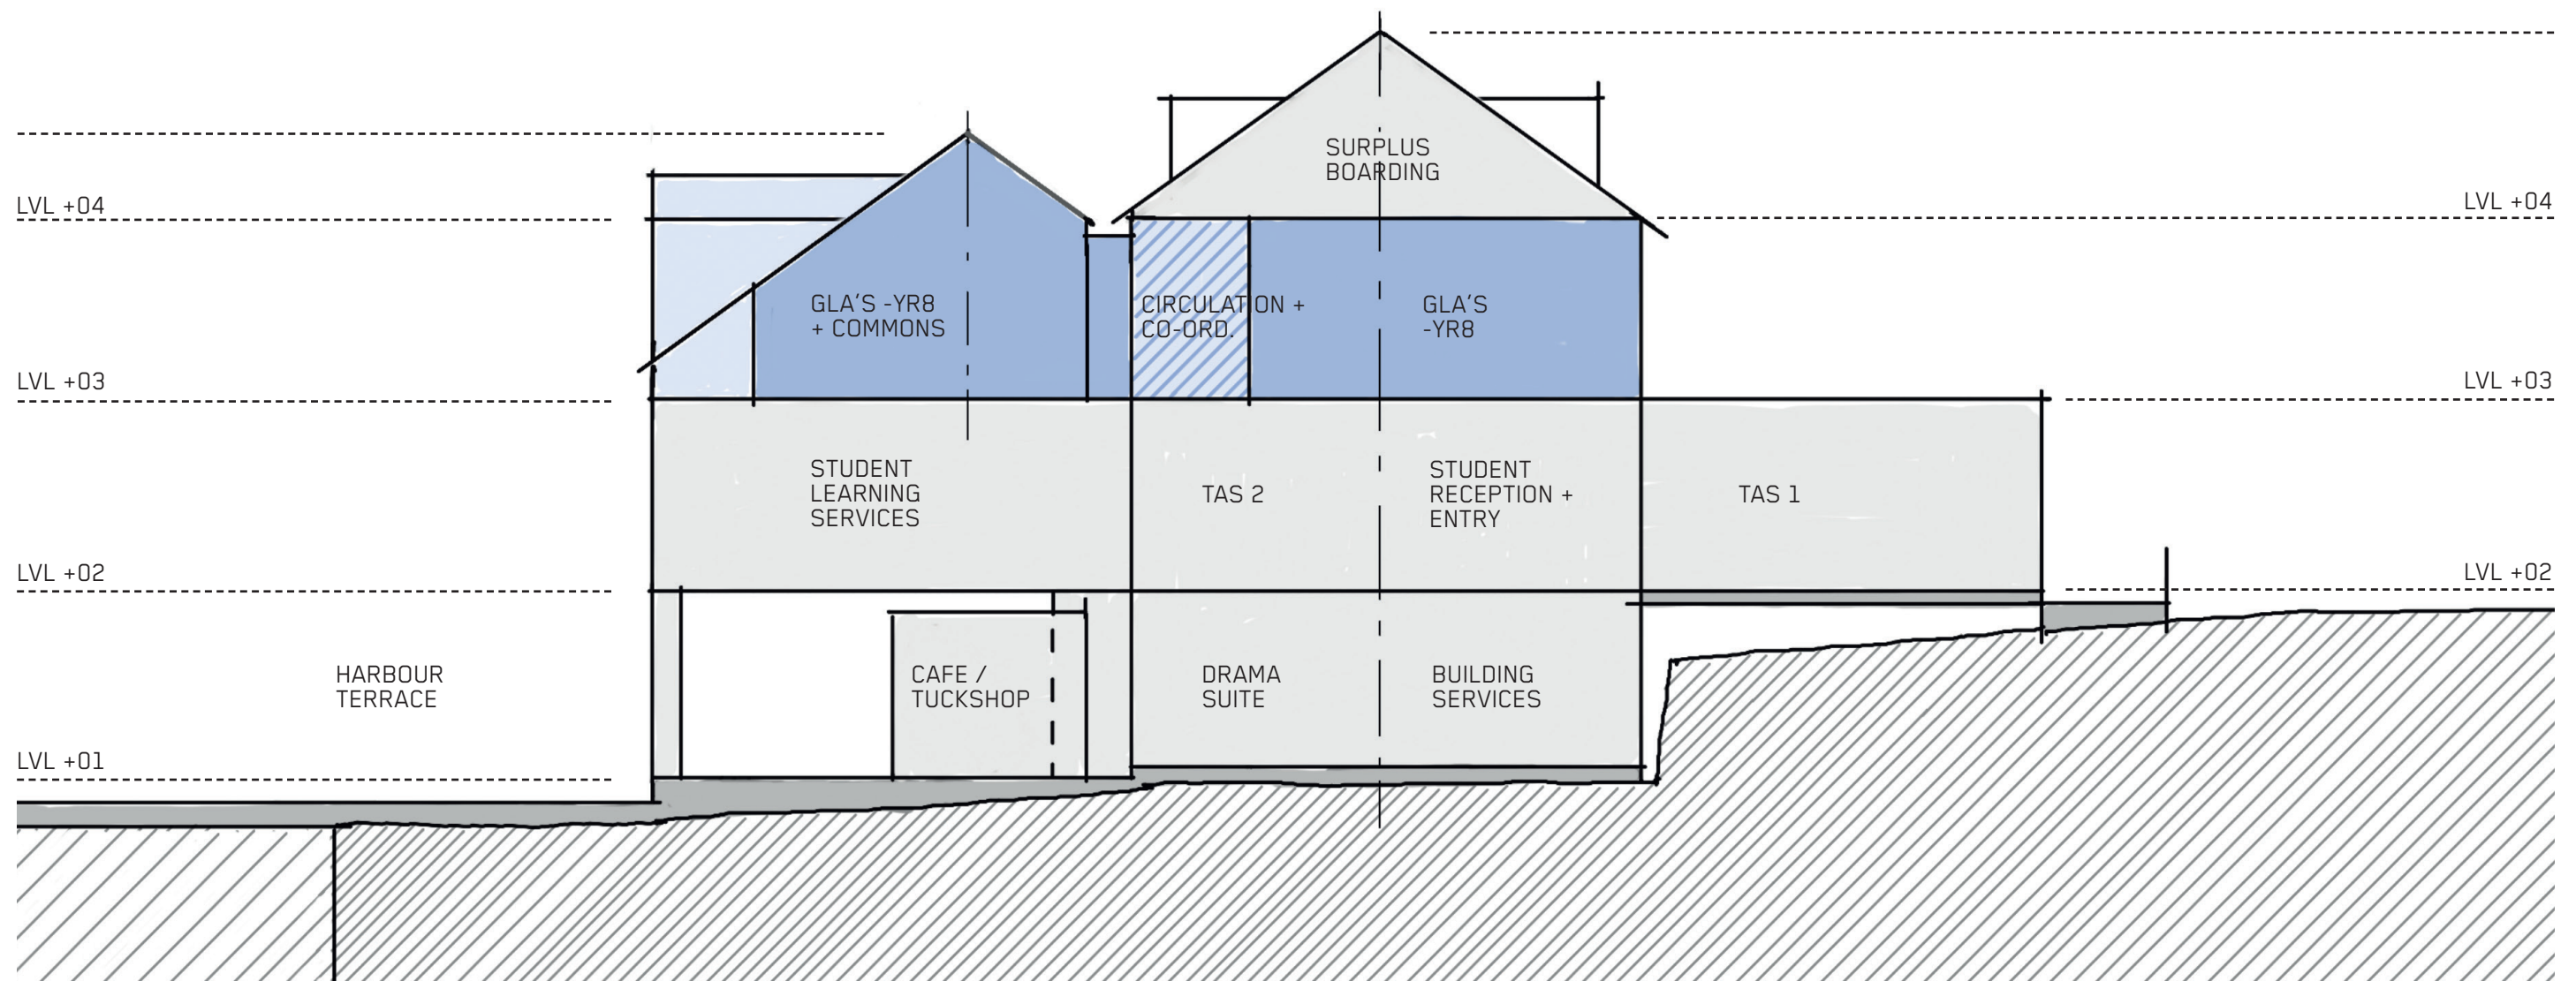 SURPLUS
BOARDING
LVL +04
LVL +04
GLA'S -YR8
+ COMMONS
CIRCULATION +
CO-ORD.
GLA'S
-YR8
LVL +03
LVL +03
STUDENT
LEARNING
SERVICES
TAS 2
STUDENT
RECEPTION +
ENTRY
TAS 1
LVL +02
LVL +02
HARBOUR
TERRACE
CAFE /
TUCKSHOP
DRAMA
SUITE
BUILDING
SERVICES
LVL +01